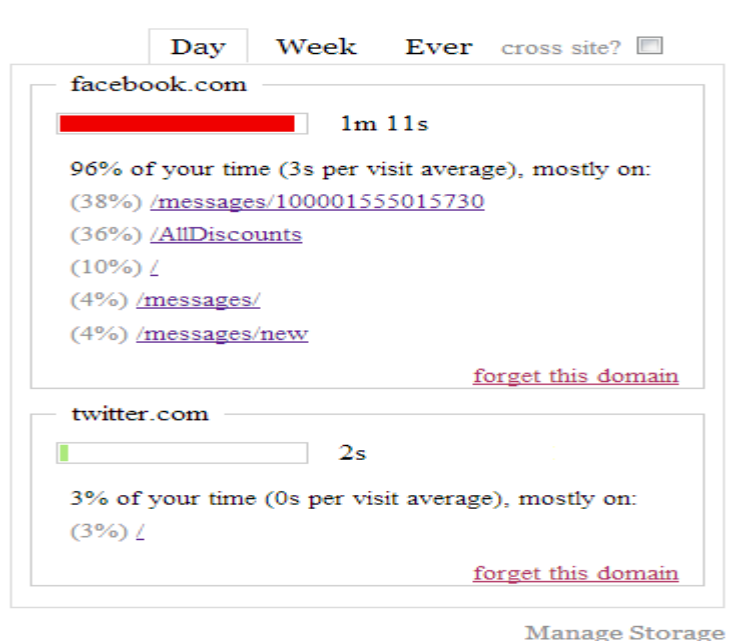 Day Week Ever cross site?
facebook.com
1m 11s
96% of your time (3s per visit average), mostly on:
(38%) /messages/100001555015730
(36%) /AllDiscounts
(10%) /
(4%) /messages/
(4%) /messages/new
forget this domain
twitter.com
2s
3% of your time (0s per visit average), mostly on:
(3%) /
forget this domain
Manage Storage